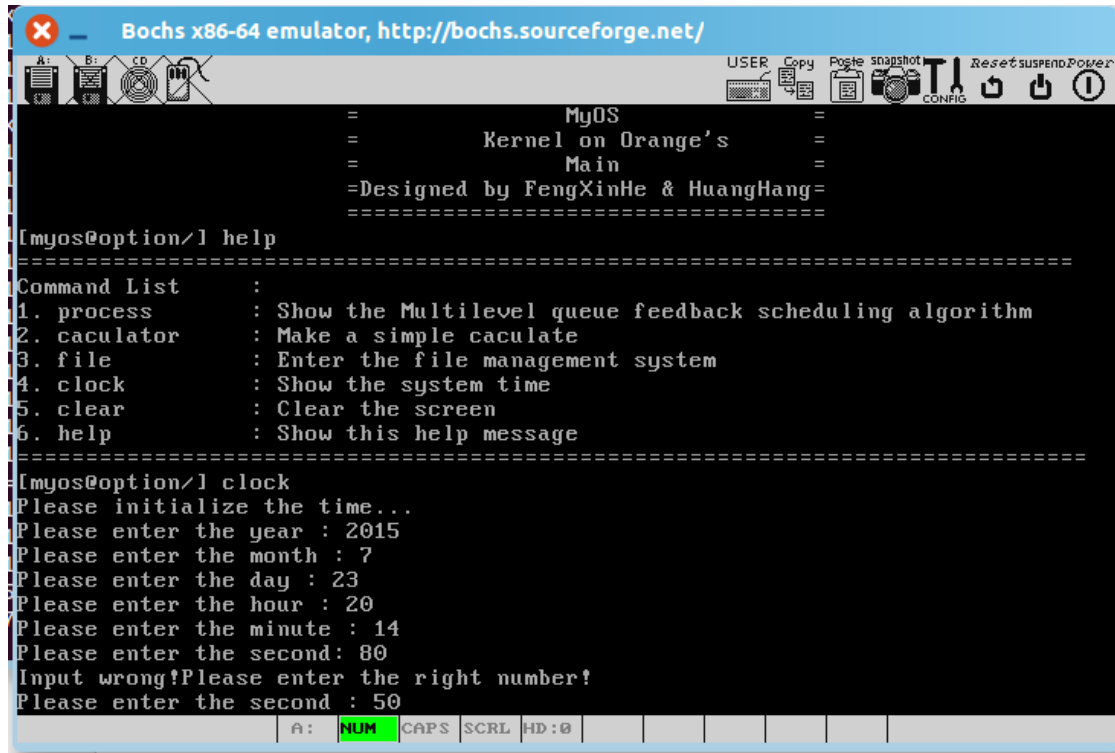 Bochs x86-64 emulator, http://bochs.sourceforge.net/
A: B: CD USER Copy Paste snapshot CONFIG Reset SUSPEND Power
= MyOS =
= Kernel on Orange's =
= Main =
=Designed by FengXinHe & HuangHang=
===================================
[myos@option/] help
=============================================================================
Command List :
1. process : Show the Multilevel queue feedback scheduling algorithm
2. caculator : Make a simple caculate
3. file : Enter the file management system
4. clock : Show the system time
5. clear : Clear the screen
6. help : Show this help message
==============================================================================
[myos@option/] clock
Please initialize the time...
Please enter the year : 2015
Please enter the month : 7
Please enter the day : 23
Please enter the hour : 20
Please enter the minute : 14
Please enter the second: 80
Input wrong!Please enter the right number!
Please enter the second : 50
A: NUM CAPS SCRL HD:0